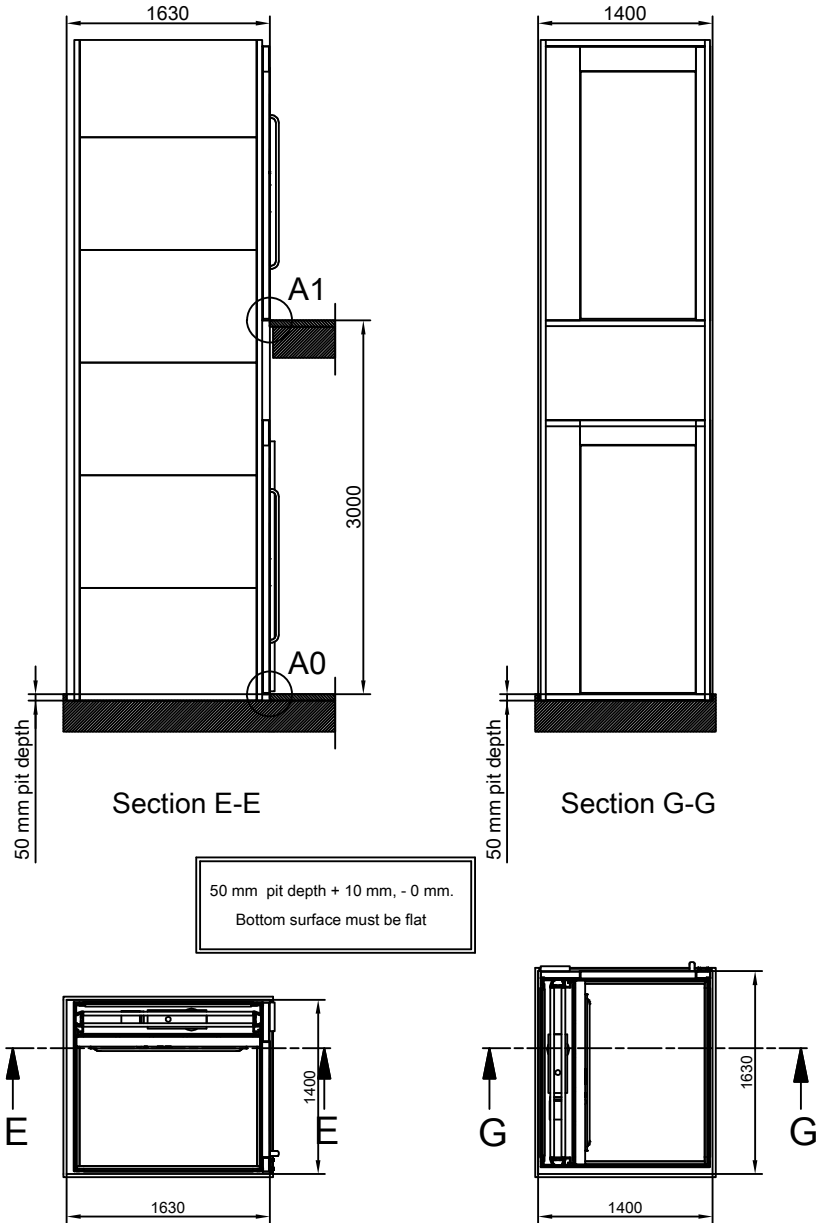 1630
1400
A1
3000
A0
50 mm pit depth
50 mm pit depth
Section E-E
Section G-G
50 mm  pit depth + 10 mm, - 0 mm.
Bottom surface must be flat
1400
1630
E
E
G
G
1630
1400